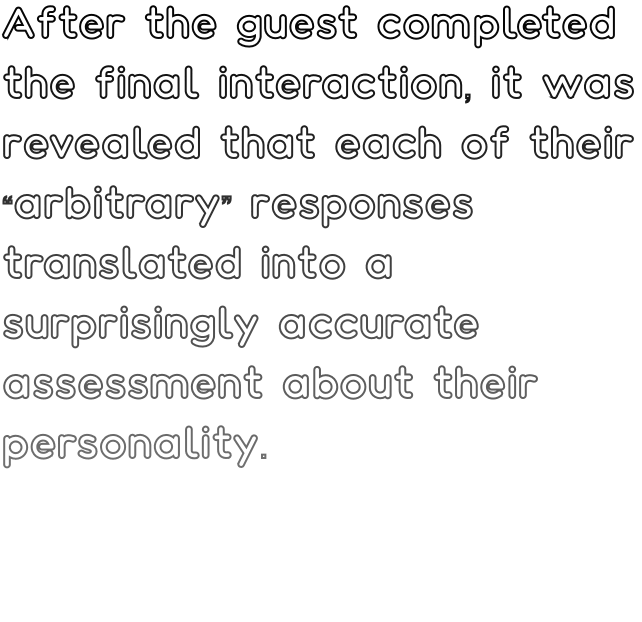 After the guest completed
the final interaction, it was
revealed that each of their
“arbitrary” responses
translated into a
surprisingly accurate
assessment about their
personality.